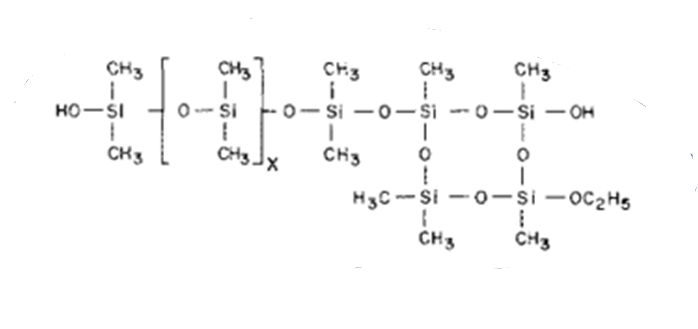 CH3 CH3 CH3 CH3 CH3
HO—Si—[O—Si—]X—O—Si—O—Si—O—Si—OH
CH3 CH3 CH3 O O
H3C—Si—O—Si—OC2H5
CH3 CH3